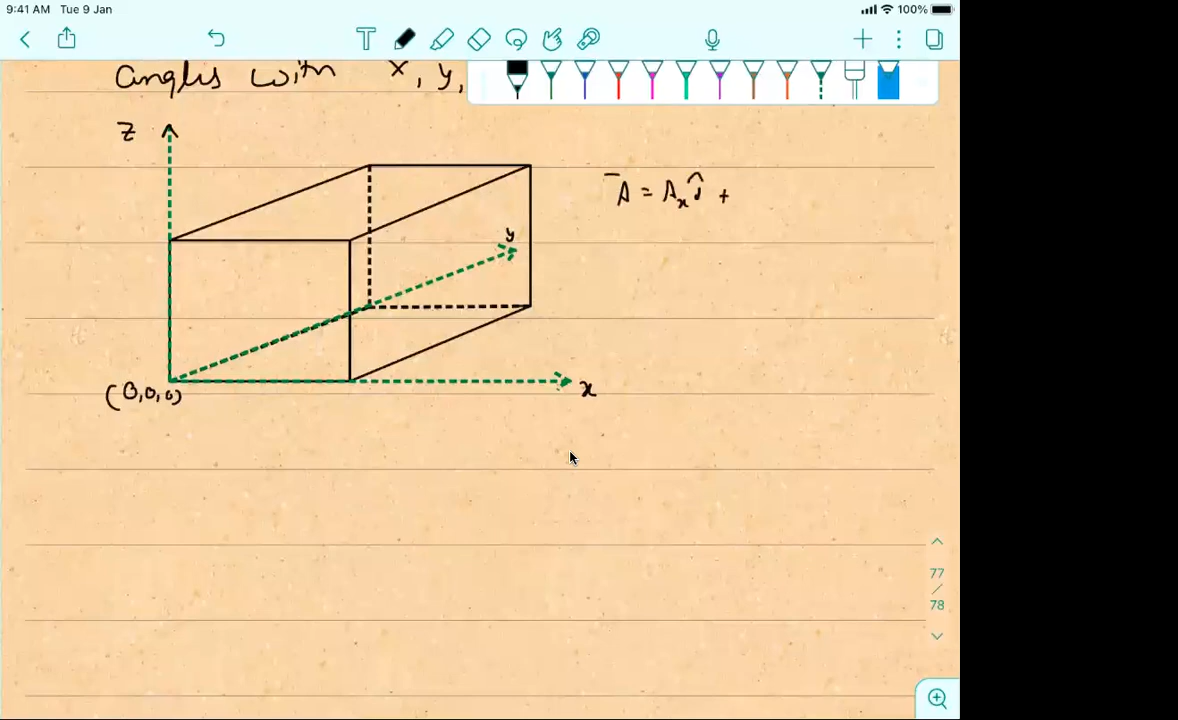 9:41 AM Tue 9 Jan
100%
angles with x, y,
Z
A̅ = Aₓ î +
y
(0,0,0)
x
77
/
78